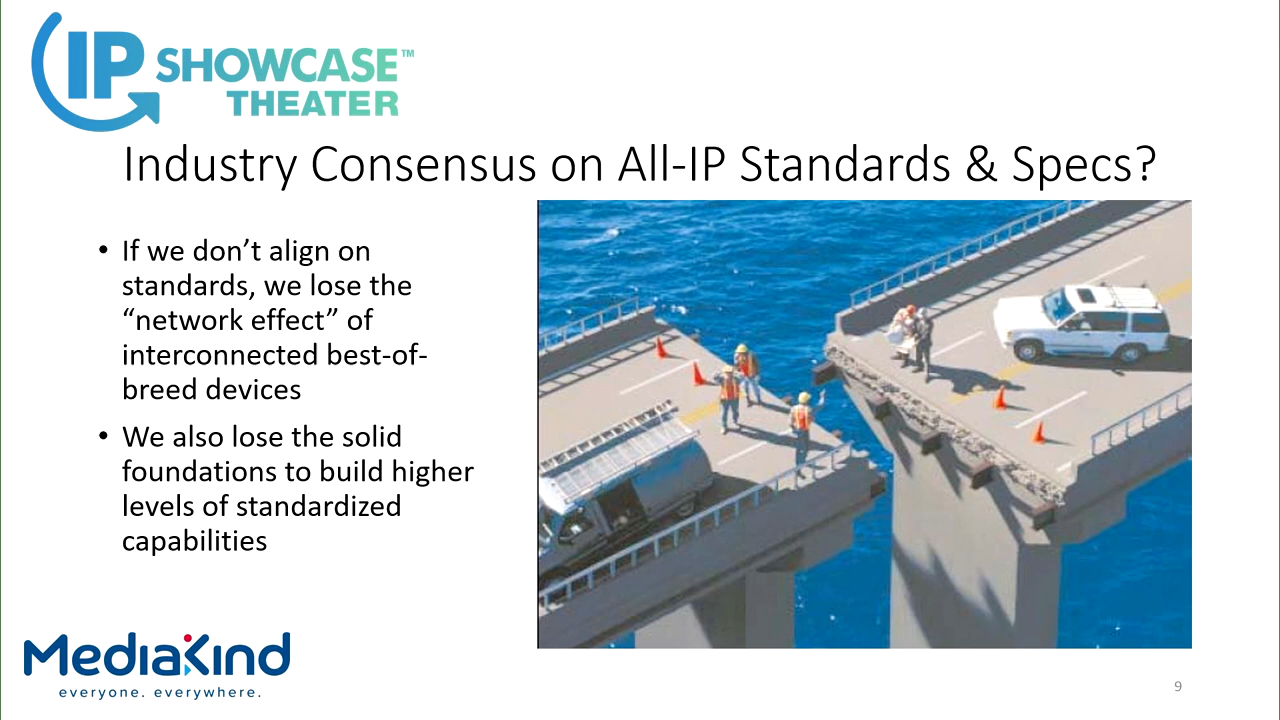 IP SHOWCASE™
THEATER
Industry Consensus on All-IP Standards & Specs?
• If we don’t align on
standards, we lose the
“network effect” of
interconnected best-of-
breed devices
• We also lose the solid
foundations to build higher
levels of standardized
capabilities
MediaKind
everyone. everywhere.
9